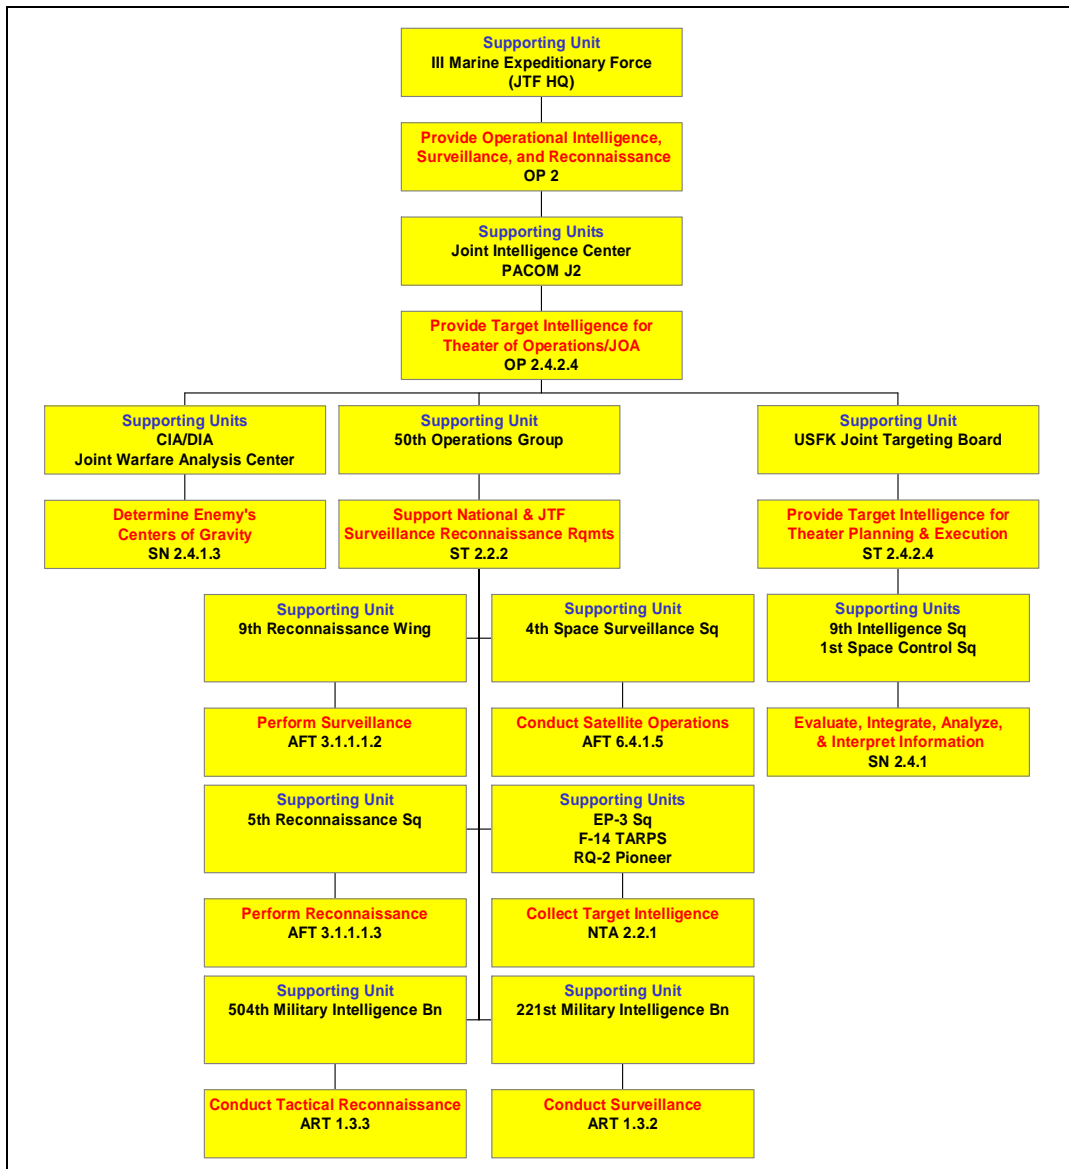 Supporting Unit
III Marine Expeditionary Force
(JTF HQ)
Provide Operational Intelligence,
Surveillance, and Reconnaissance
OP 2
Supporting Units
Joint Intelligence Center
PACOM J2
Provide Target Intelligence for
Theater of Operations/JOA
OP 2.4.2.4
Supporting Units
CIA/DIA
Joint Warfare Analysis Center
Supporting Unit
50th Operations Group
Supporting Unit
USFK Joint Targeting Board
Determine Enemy's
Centers of Gravity
SN 2.4.1.3
Support National & JTF
Surveillance Reconnaissance Rqmts
ST 2.2.2
Provide Target Intelligence for
Theater Planning & Execution
ST 2.4.2.4
Supporting Unit
9th Reconnaissance Wing
Supporting Unit
4th Space Surveillance Sq
Supporting Units
9th Intelligence Sq
1st Space Control Sq
Perform Surveillance
AFT 3.1.1.1.2
Conduct Satellite Operations
AFT 6.4.1.5
Evaluate, Integrate, Analyze,
& Interpret Information
SN 2.4.1
Supporting Unit
5th Reconnaissance Sq
Supporting Units
EP-3 Sq
F-14 TARPS
RQ-2 Pioneer
Perform Reconnaissance
AFT 3.1.1.1.3
Collect Target Intelligence
NTA 2.2.1
Supporting Unit
504th Military Intelligence Bn
Supporting Unit
221st Military Intelligence Bn
Conduct Tactical Reconnaissance
ART 1.3.3
Conduct Surveillance
ART 1.3.2